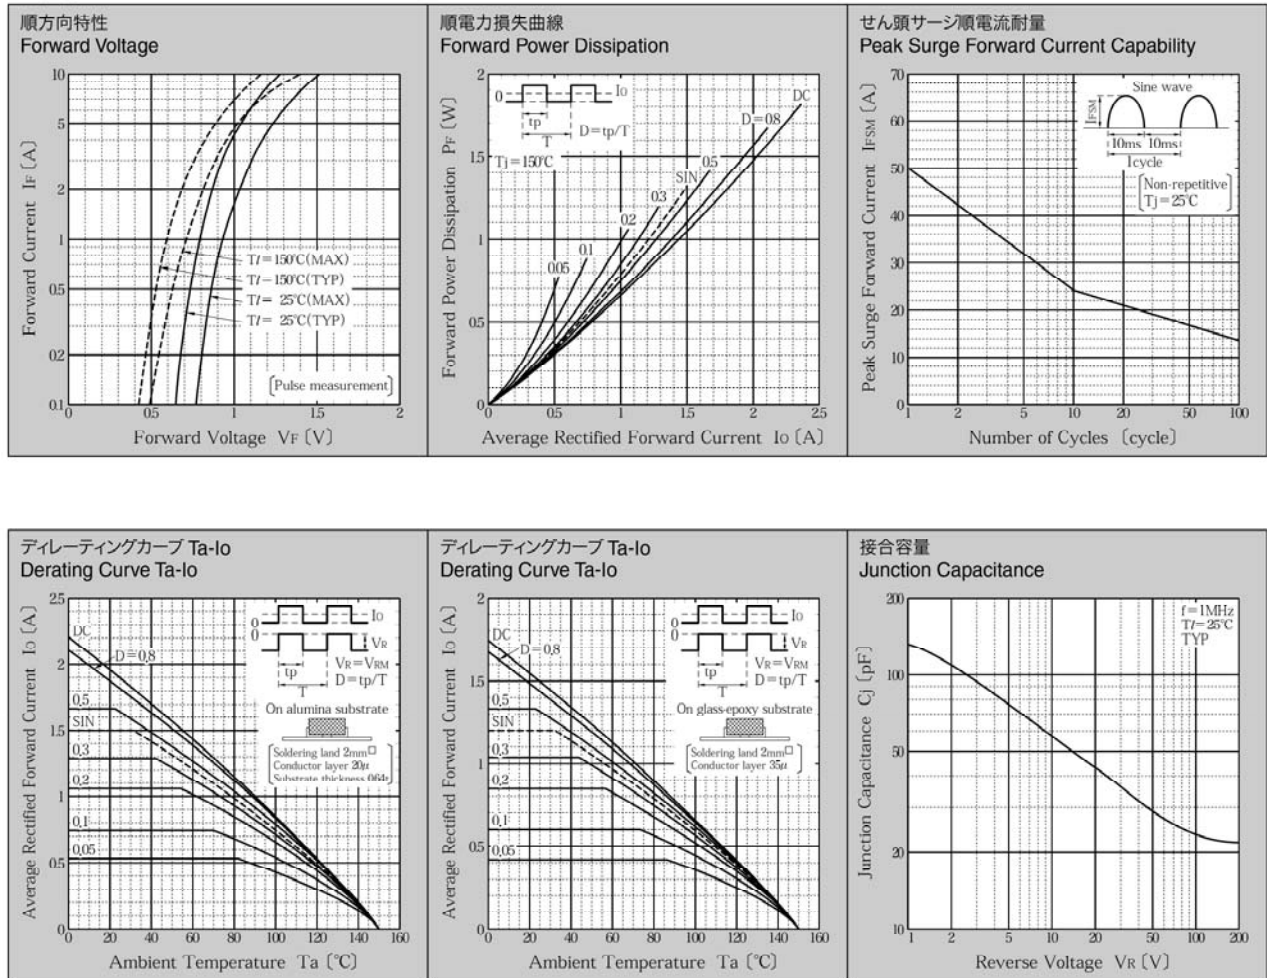 順方向特性
Forward Voltage
10
5
2
1
0.5
0.2
0.1
0
0.5
1
1.5
2
Forward Current IF [A]
Tl=150℃(MAX)
Tl=150℃(TYP)
Tl= 25℃(MAX)
Tl= 25℃(TYP)
[Pulse measurement]
Forward Voltage VF [V]
順電力損失曲線
Forward Power Dissipation
2
1.5
1
0.5
0
Forward Power Dissipation PF [W]
0
IO
tp
T
D=tp/T
Tj=150℃
DC
D=0.8
0.5
SIN
0.3
0.2
0.1
0.05
0
0.5
1
1.5
2
2.5
Average Rectified Forward Current IO [A]
せん頭サージ順電流耐量
Peak Surge Forward Current Capability
70
60
50
40
30
20
10
0
Peak Surge Forward Current IFSM [A]
Sine wave
IFSM
10ms
10ms
1cycle
[Non-repetitive
Tj=25℃]
1
2
5
10
20
50
100
Number of Cycles [cycle]
ディレーティングカーブ Ta-Io
Derating Curve Ta-Io
2.5
2
1.5
1
0.5
0
Average Rectified Forward Current IO [A]
DC
D=0.8
0.5
SIN
0.3
0.2
0.1
0.05
0
IO
0
VR
tp
VR=VRM
T
D=tp/T
On alumina substrate
[Soldering land 2mm□
Conductor layer 20μ
Substrate thickness 0.64t]
0
20
40
60
80
100
120
140
160
Ambient Temperature Ta [℃]
ディレーティングカーブ Ta-Io
Derating Curve Ta-Io
2
1.5
1
0.5
0
Average Rectified Forward Current IO [A]
DC
D=0.8
0.5
SIN
0.3
0.2
0.1
0.05
0
IO
0
VR
tp
VR=VRM
T
D=tp/T
On glass-epoxy substrate
[Soldering land 2mm□
Conductor layer 35μ]
0
20
40
60
80
100
120
140
160
Ambient Temperature Ta [℃]
接合容量
Junction Capacitance
200
100
50
20
10
Junction Capacitance Cj [pF]
f=1MHz
Tl=25℃
TYP
1
2
5
10
20
50
100
200
Reverse Voltage VR [V]